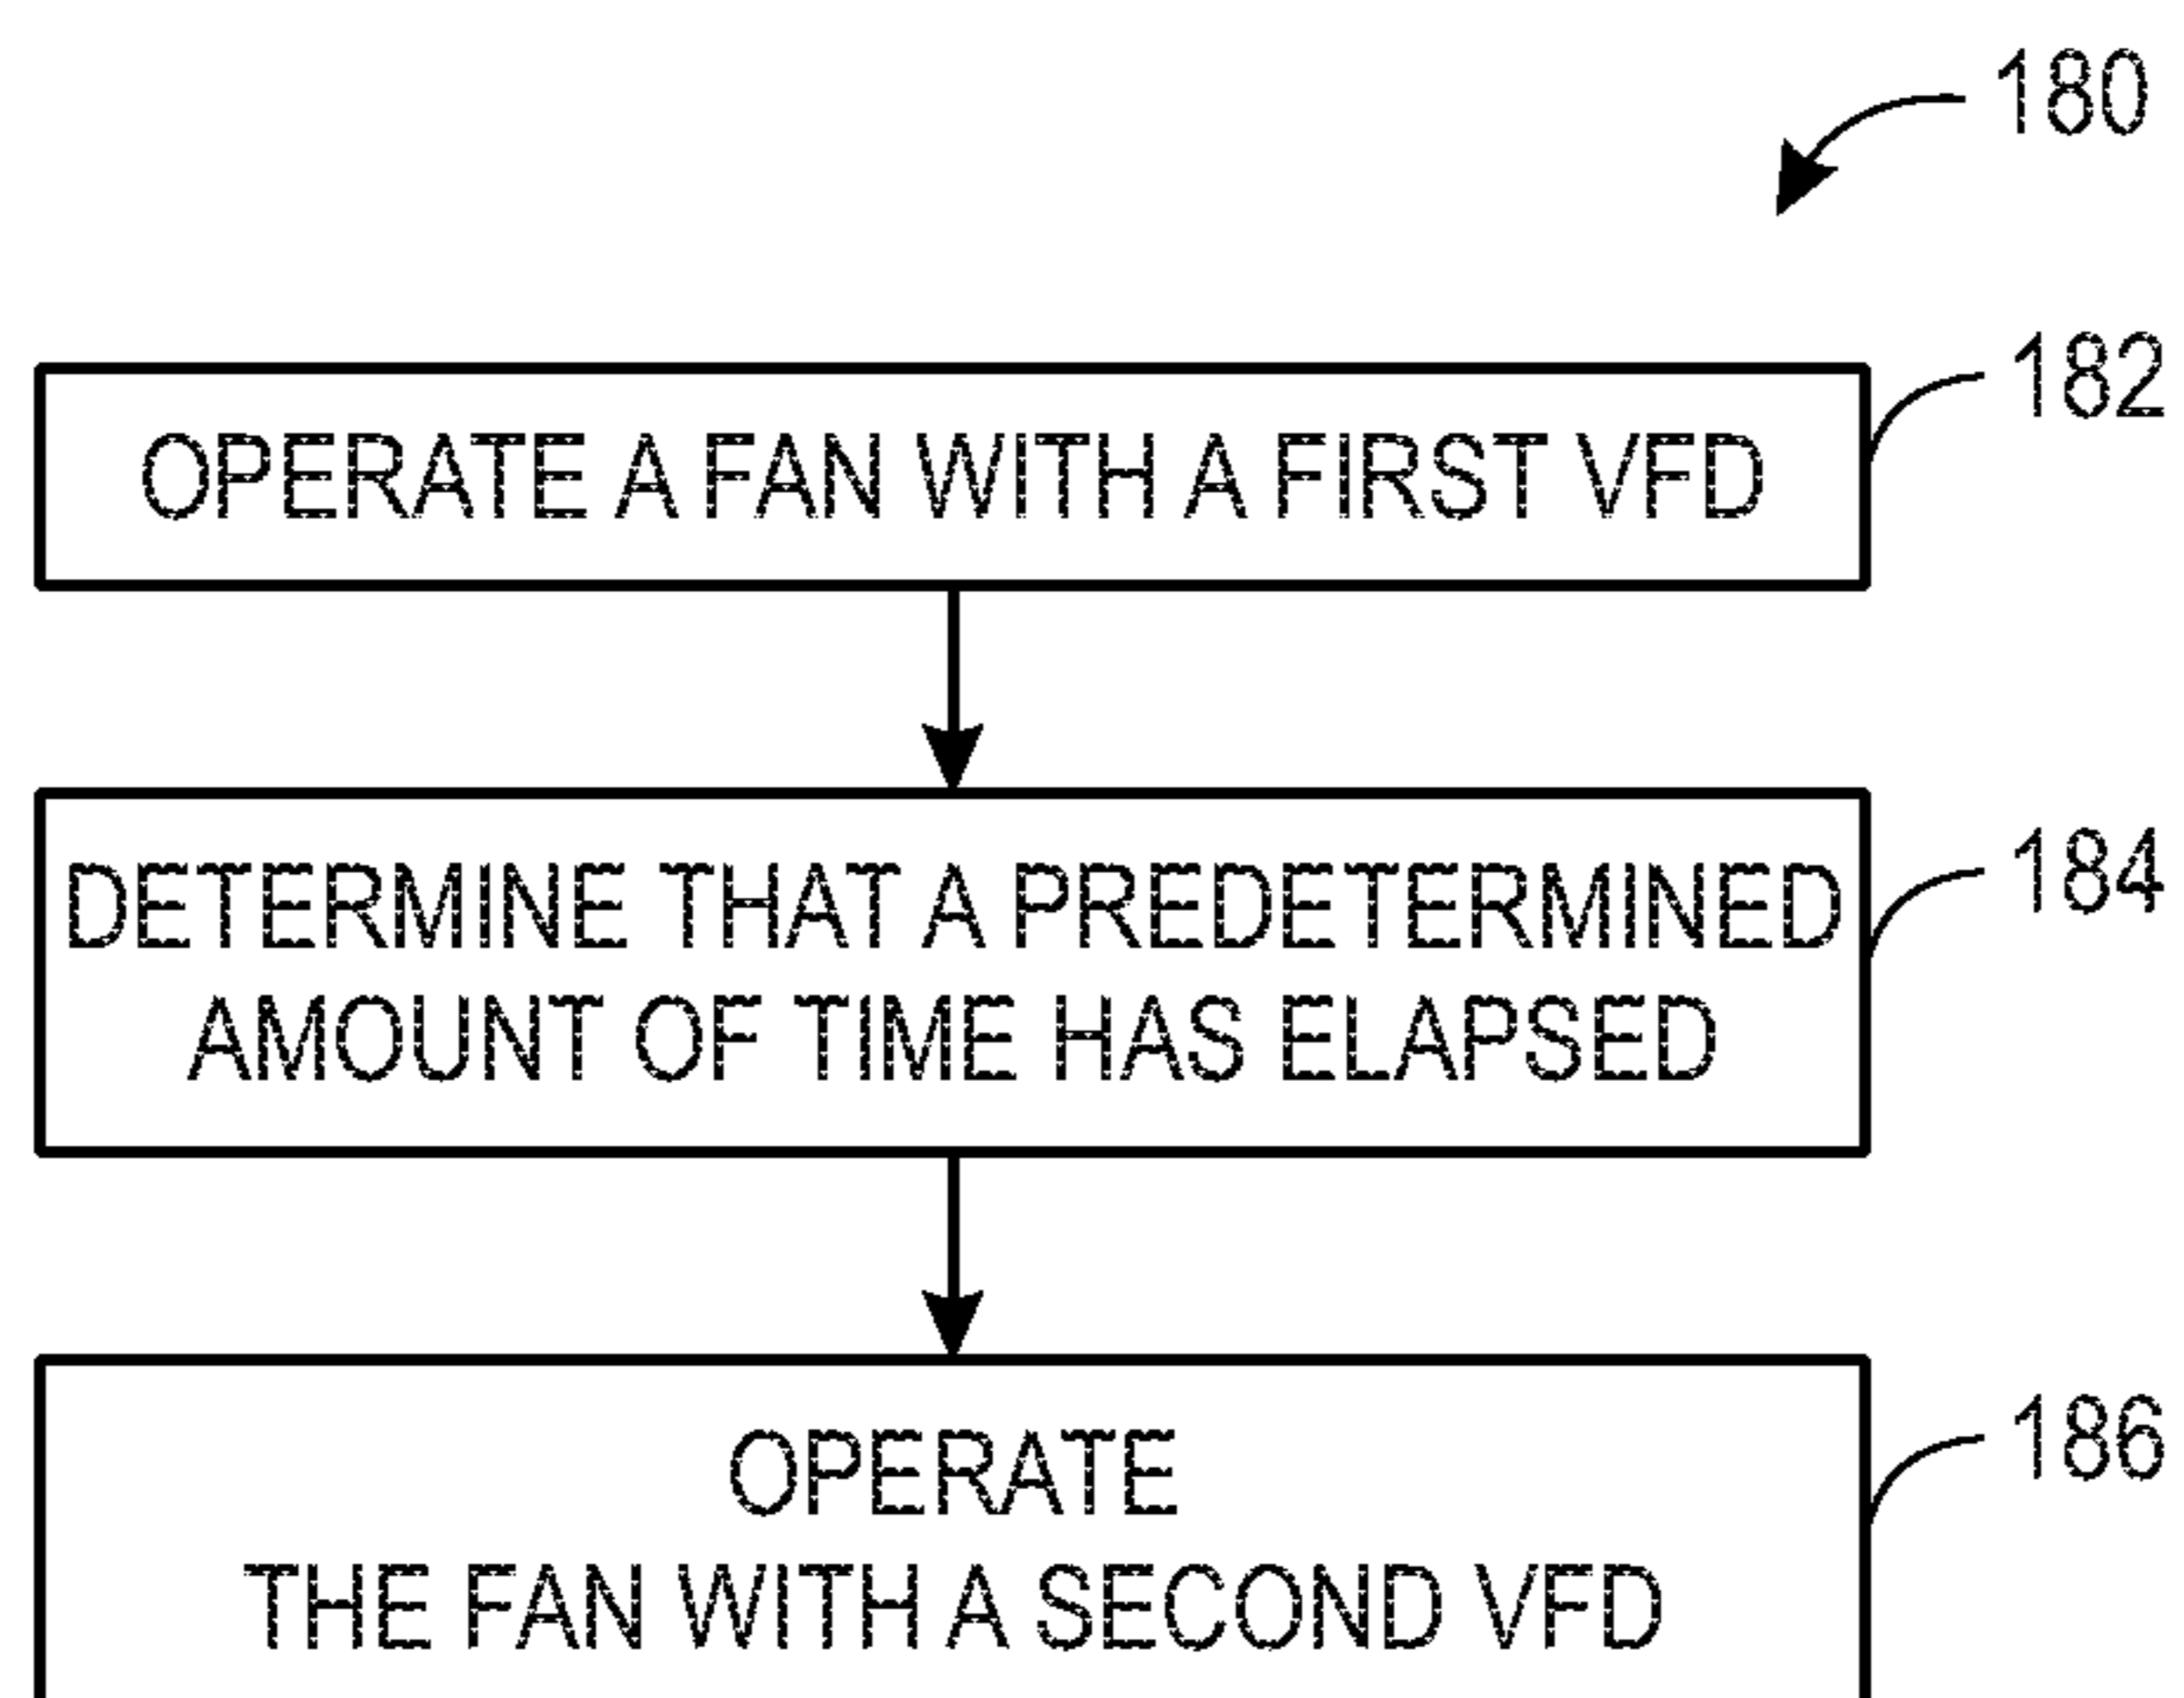 180
182
OPERATE A FAN WITH A FIRST VFD
184
DETERMINE THAT A PREDETERMINED
AMOUNT OF TIME HAS ELAPSED
186
OPERATE
THE FAN WITH A SECOND VFD